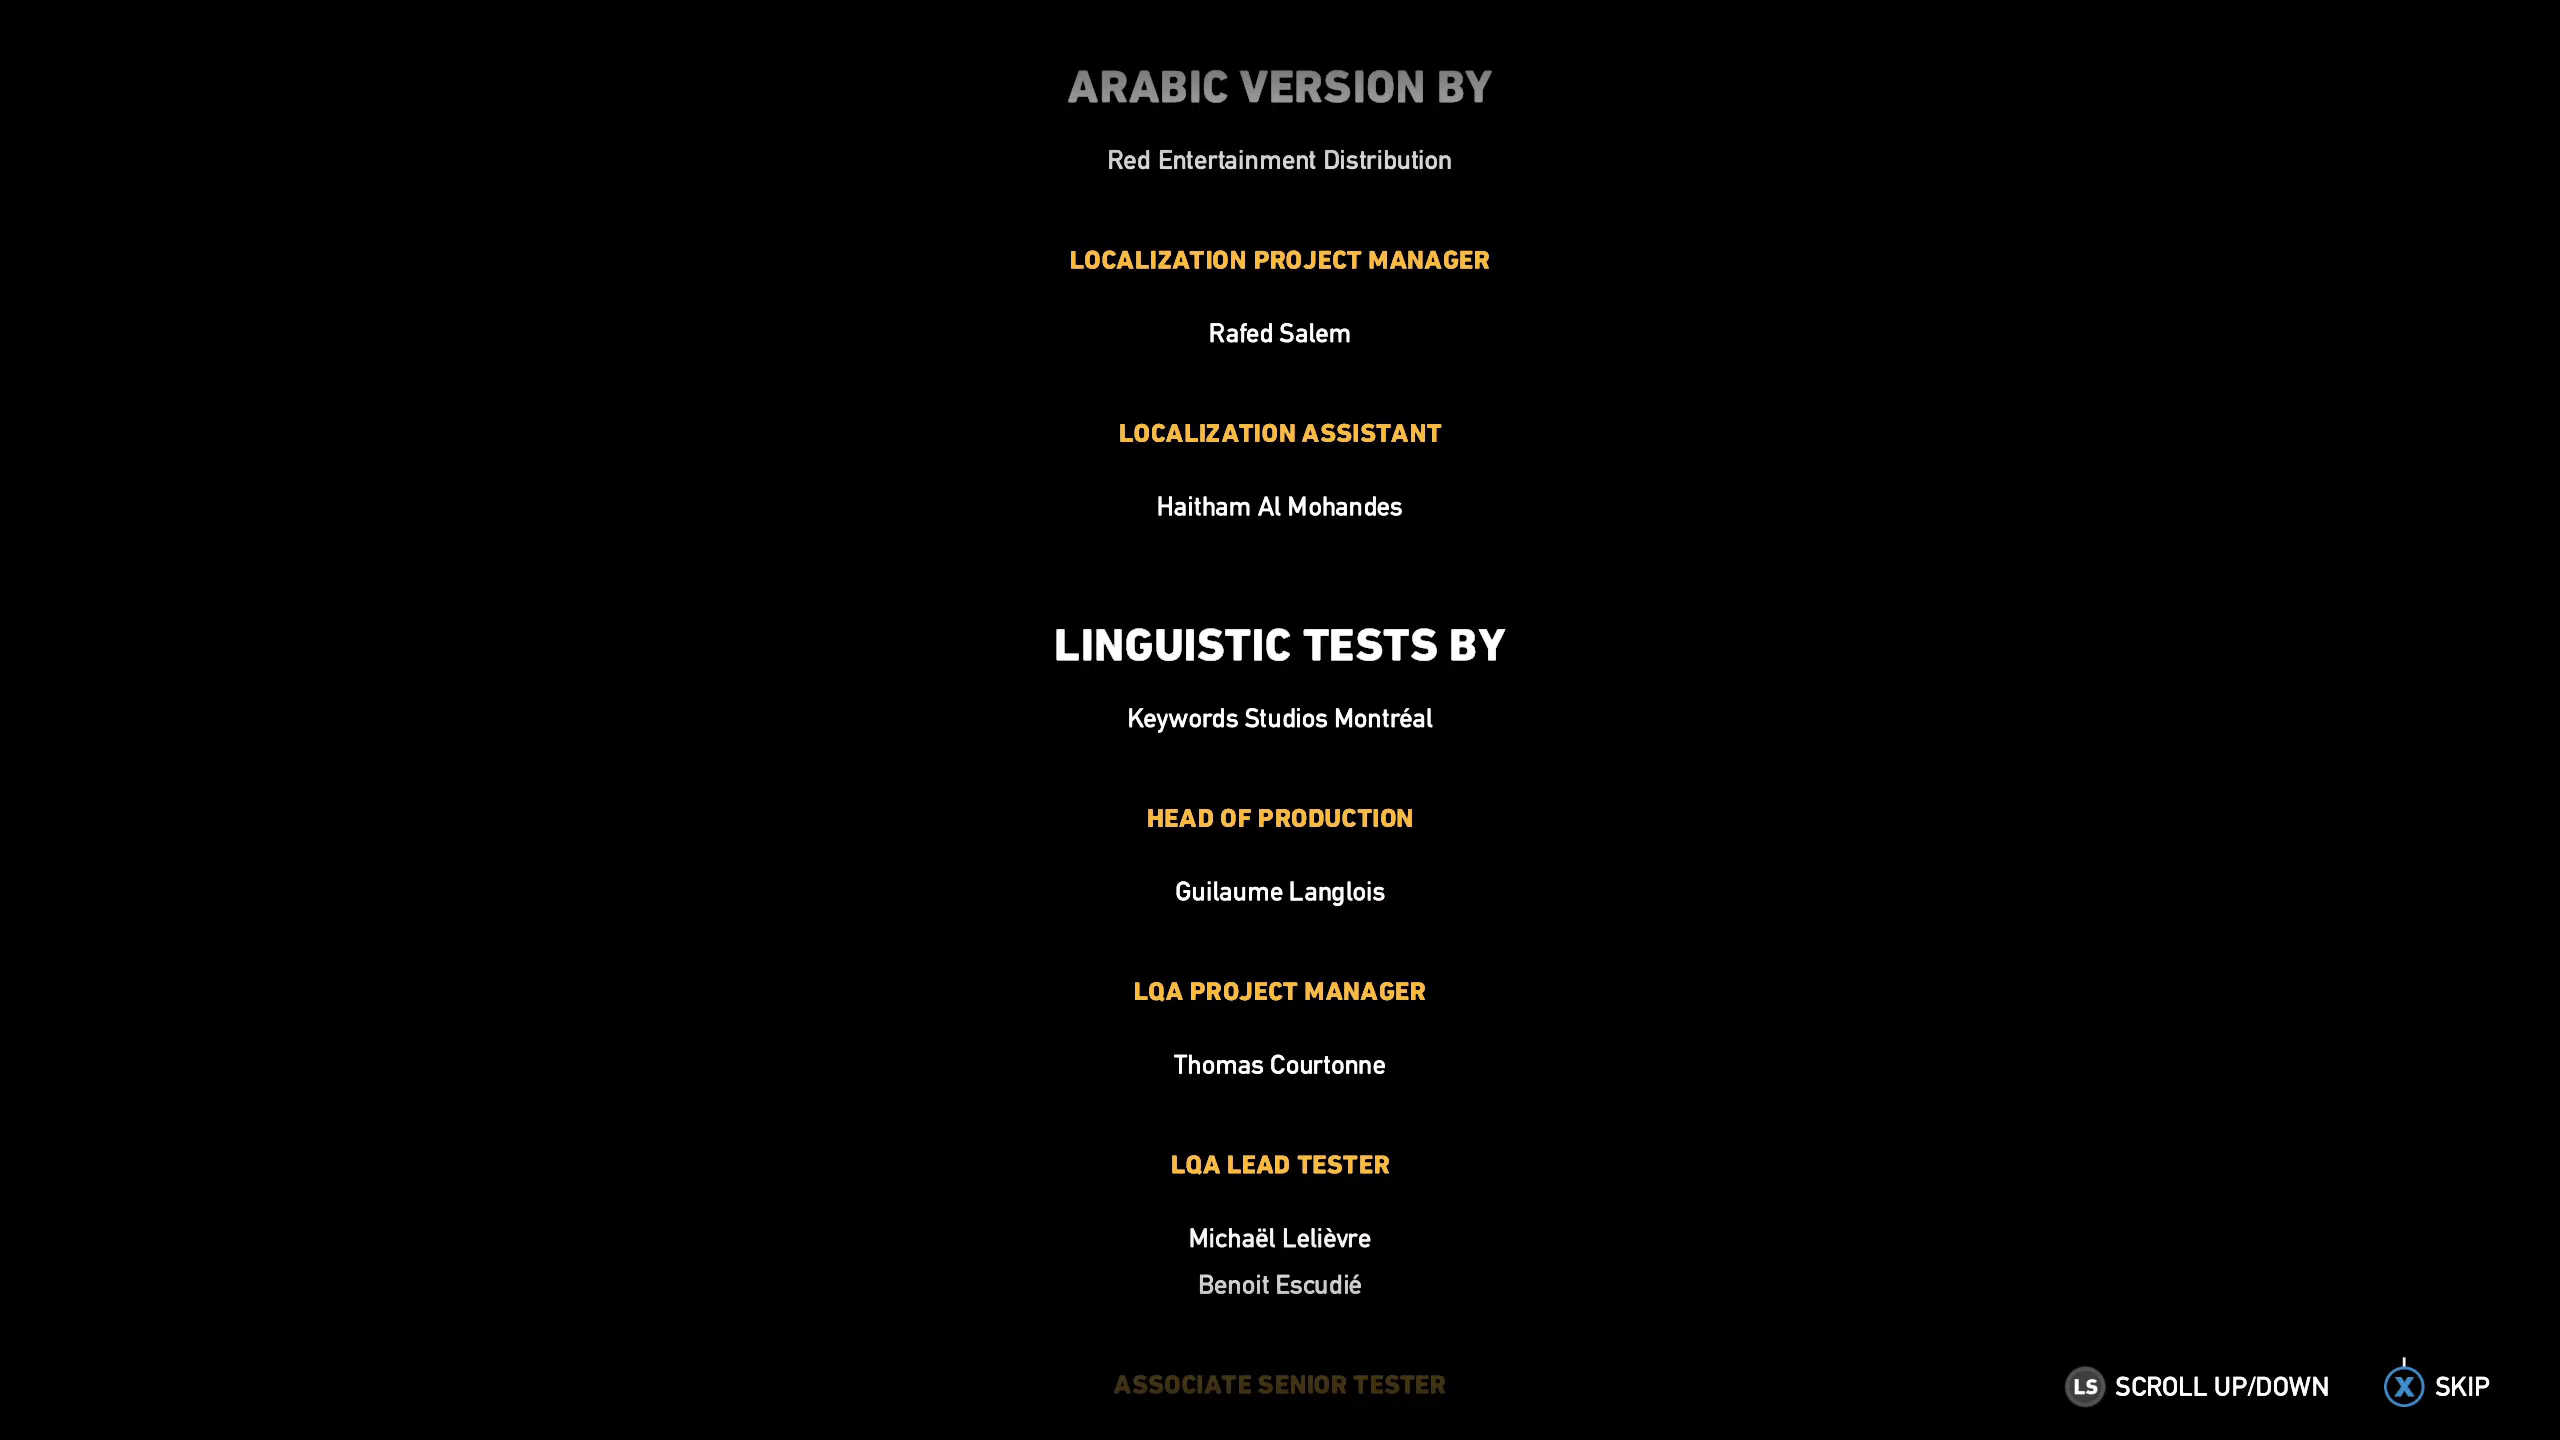 ARABIC VERSION BY
Red Entertainment Distribution
LOCALIZATION PROJECT MANAGER
Rafed Salem
LOCALIZATION ASSISTANT
Haitham Al Mohandes
LINGUISTIC TESTS BY
Keywords Studios Montréal
HEAD OF PRODUCTION
Guilaume Langlois
LQA PROJECT MANAGER
Thomas Courtonne
LQA LEAD TESTER
Michaël Lelièvre
Benoit Escudié
ASSOCIATE SENIOR TESTER
LS SCROLL UP/DOWN X SKIP